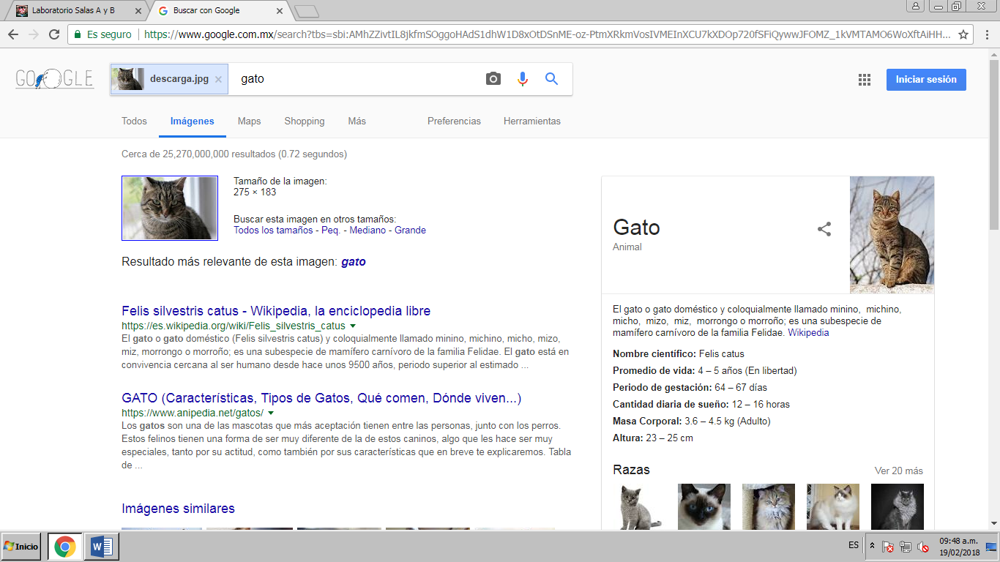 Laboratorio Salas A y B
Buscar con Google
Es seguro
https://www.google.com.mx/search?tbs=sbi:AMhZZivtIL8jkfmSOggoHAdS1dhW1D8xOtDSnME-oz-PtmXRkmVosIVMEInXCU7kXDOp720fSFiQywwJFOMZ_1kVMTAMO6WoXftAiHH...
GOOGLE
descarga.jpg
gato
Iniciar sesión
Todos
Imágenes
Maps
Shopping
Más
Preferencias
Herramientas
Cerca de 25,270,000,000 resultados (0.72 segundos)
Tamaño de la imagen:
275 × 183
Buscar esta imagen en otros tamaños:
Todos los tamaños - Peq. - Mediano - Grande
Resultado más relevante de esta imagen: gato
Felis silvestris catus - Wikipedia, la enciclopedia libre
https://es.wikipedia.org/wiki/Felis_silvestris_catus
El gato o gato doméstico (Felis silvestris catus) y coloquialmente llamado minino, michino, micho, mizo,
miz, morrongo o morroño; es una subespecie de mamífero carnívoro de la familia Felidae. El gato está en
convivencia cercana al ser humano desde hace unos 9500 años, periodo superior al estimado ...
GATO (Características, Tipos de Gatos, Qué comen, Dónde viven...)
https://www.anipedia.net/gatos/
Los gatos son una de las mascotas que más aceptación tienen entre las personas, junto con los perros.
Estos felinos tienen una forma de ser muy diferente de la de estos caninos, algo que les hace ser muy
especiales, tanto por su actitud, como también por sus características que en breve te explicaremos. Tabla
de ...
Imágenes similares
Gato
Animal
El gato o gato doméstico y coloquialmente llamado minino, michino,
micho, mizo, miz, morrongo o morroño; es una subespecie de
mamífero carnívoro de la familia Felidae. Wikipedia
Nombre científico: Felis catus
Promedio de vida: 4 – 5 años (En libertad)
Periodo de gestación: 64 – 67 días
Cantidad diaria de sueño: 12 – 16 horas
Masa Corporal: 3.6 – 4.5 kg (Adulto)
Altura: 23 – 25 cm
Razas
Ver 20 más
Inicio
ES
09:48 a.m.
19/02/2018